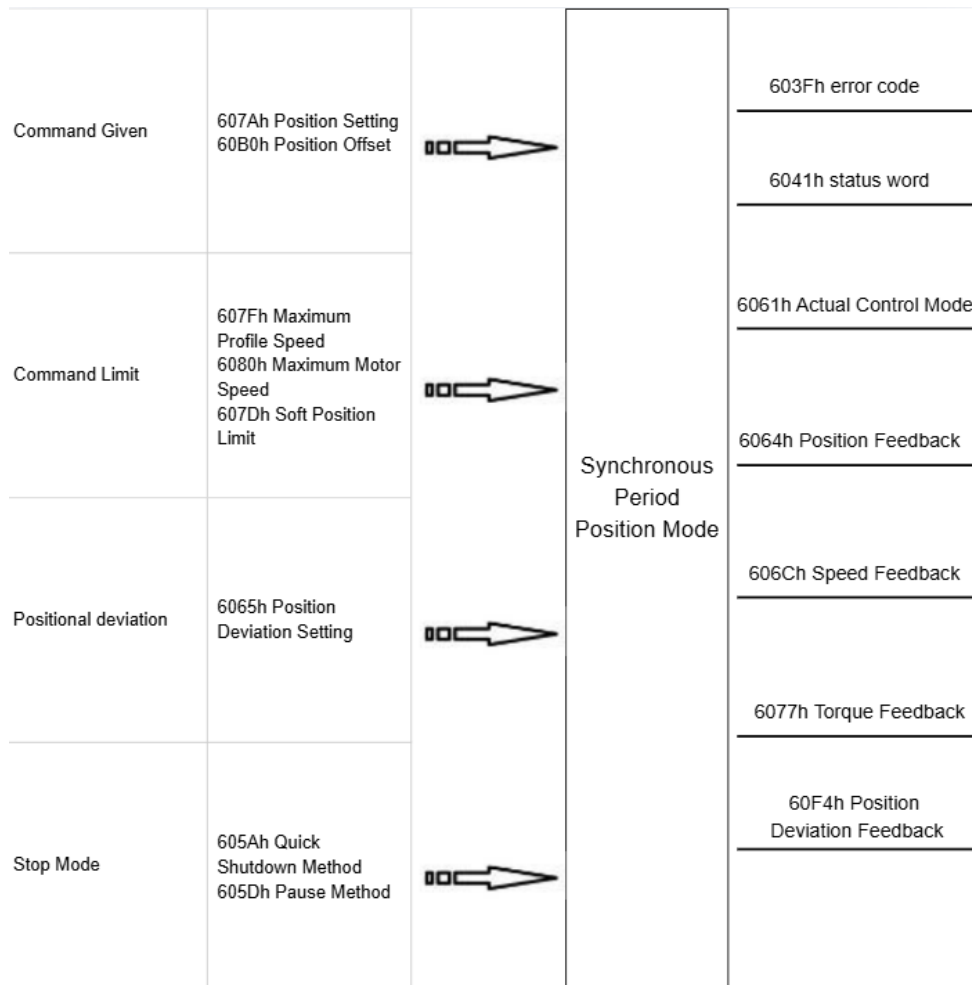 Command Given
607Ah Position Setting
60B0h Position Offset
Command Limit
607Fh Maximum
Profile Speed
6080h Maximum Motor
Speed
607Dh Soft Position
Limit
Positional deviation
6065h Position
Deviation Setting
Stop Mode
605Ah Quick
Shutdown Method
605Dh Pause Method
Synchronous
Period
Position Mode
603Fh error code
6041h status word
6061h Actual Control Mode
6064h Position Feedback
606Ch Speed Feedback
6077h Torque Feedback
60F4h Position
Deviation Feedback